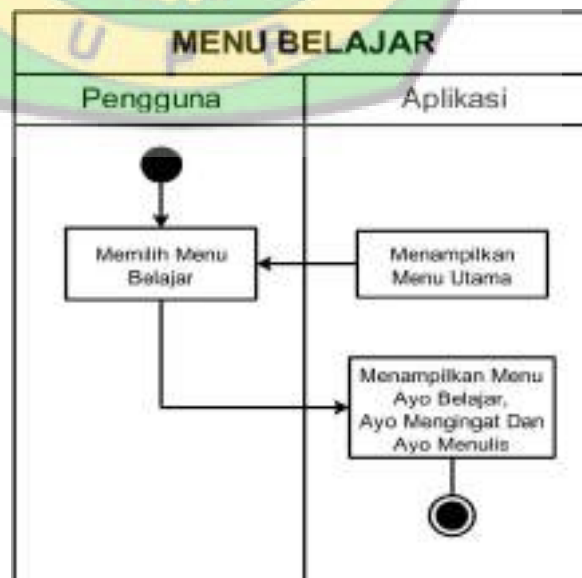 U P R
MENU BELAJAR
Pengguna
Aplikasi
Memilih Menu
Belajar
Menampilkan
Menu Utama
Menampilkan Menu
Ayo Belajar,
Ayo Mengingat Dan
Ayo Menulis